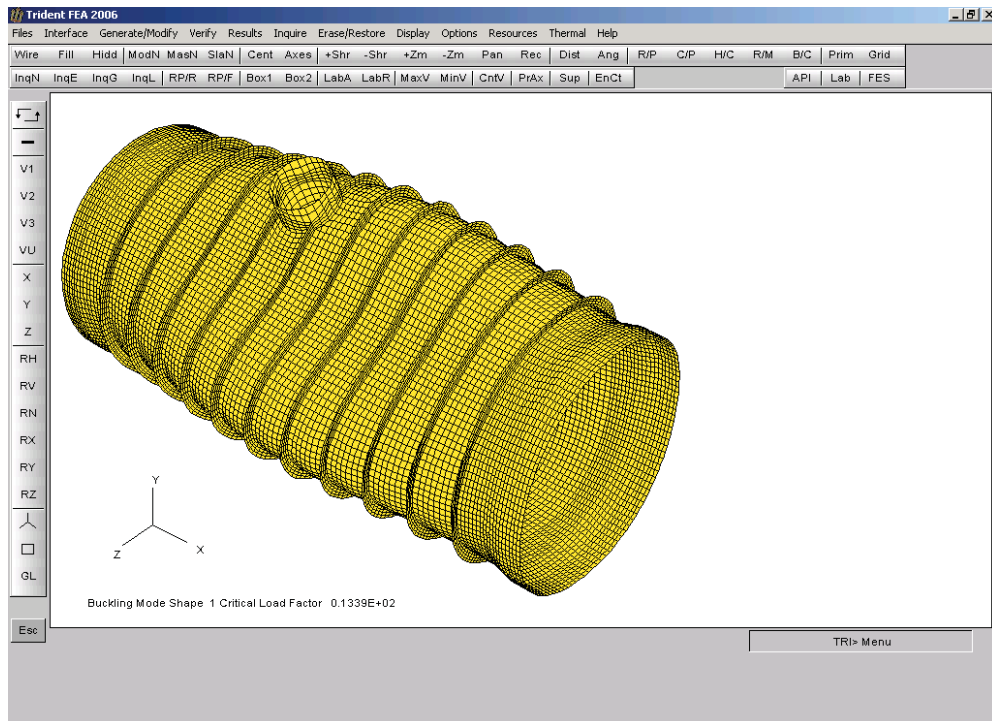 Trident FEA 2006
Files Interface Generate/Modify Verify Results Inquire Erase/Restore Display Options Resources Thermal Help
Wire Fill Hidd ModN MasN SlaN Cent Axes +Shr -Shr +Zm -Zm Pan Rec Dist Ang R/P C/P H/C R/M B/C Prim Grid
InqN InqE InqG InqL RP/R RP/F Box1 Box2 LabA LabR MaxV MinV CntV PrAx Sup EnCt API Lab FES
V1
V2
V3
VU
X
Y
Z
RH
RV
RN
RX
RY
RZ
GL
Esc
Y
Z X
Buckling Mode Shape 1 Critical Load Factor 0.1339E+02
TRI> Menu